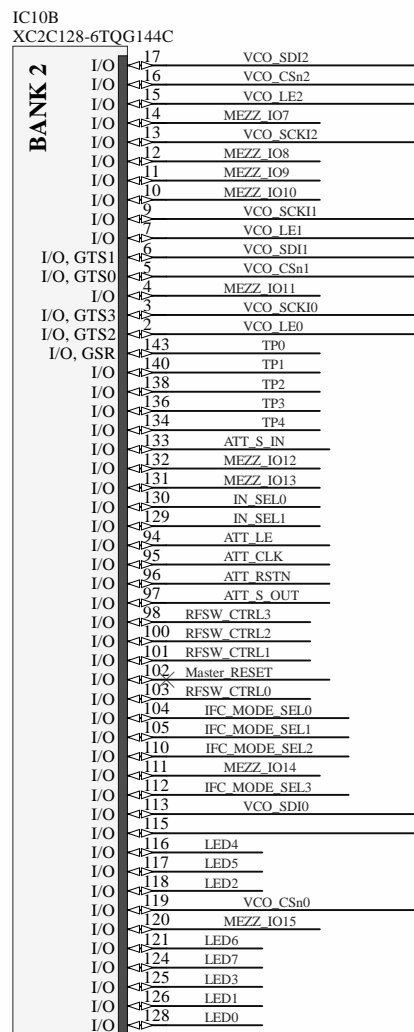 IC10B
XC2C128-6TQG144C
BANK 2
I/O 17 VCO_SDI2
I/O 16 VCO_CSn2
I/O 15 VCO_LE2
I/O 14 MEZZ_IO7
I/O 13 VCO_SCKI2
I/O 12 MEZZ_IO8
I/O 11 MEZZ_IO9
I/O 10 MEZZ_IO10
I/O 9 VCO_SCKI1
I/O 7 VCO_LE1
I/O, GTS1 6 VCO_SDI1
I/O, GTS0 5 VCO_CSn1
I/O 4 MEZZ_IO11
I/O, GTS3 3 VCO_SCKI0
I/O, GTS2 2 VCO_LE0
I/O, GSR 143 TP0
I/O 140 TP1
I/O 138 TP2
I/O 136 TP3
I/O 134 TP4
I/O 133 ATT_S_IN
I/O 132 MEZZ_IO12
I/O 131 MEZZ_IO13
I/O 130 IN_SEL0
I/O 129 IN_SEL1
I/O 94 ATT_LE
I/O 95 ATT_CLK
I/O 96 ATT_RSTN
I/O 97 ATT_S_OUT
I/O 98 RFSW_CTRL3
I/O 100 RFSW_CTRL2
I/O 101 RFSW_CTRL1
I/O 102 Master_RESET
I/O 103 RFSW_CTRL0
I/O 104 IFC_MODE_SEL0
I/O 105 IFC_MODE_SEL1
I/O 110 IFC_MODE_SEL2
I/O 111 MEZZ_IO14
I/O 112 IFC_MODE_SEL3
I/O 113 VCO_SDI0
I/O 115
I/O 116 LED4
I/O 117 LED5
I/O 118 LED2
I/O 119 VCO_CSn0
I/O 120 MEZZ_IO15
I/O 121 LED6
I/O 124 LED7
I/O 125 LED3
I/O 126 LED1
I/O 128 LED0